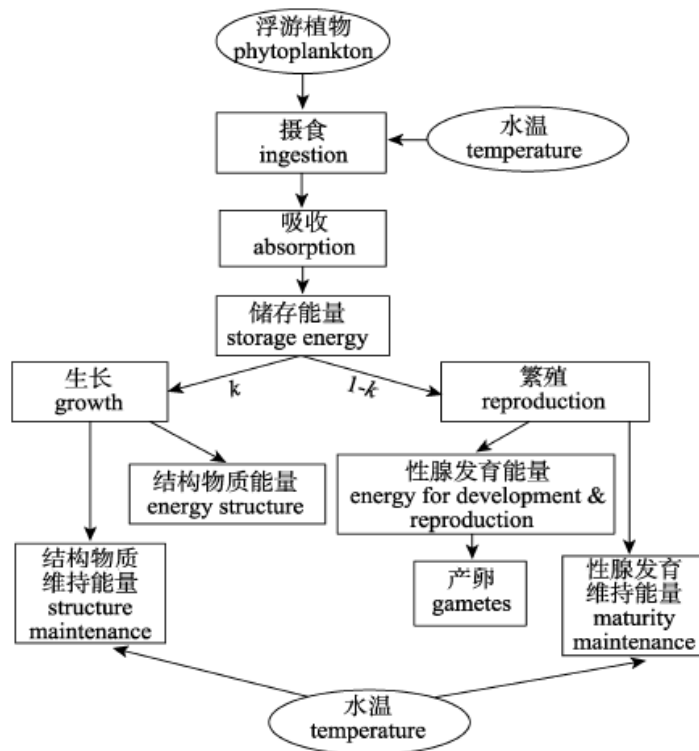 浮游植物
phytoplankton
摄食
ingestion
水温
temperature
吸收
absorption
储存能量
storage energy
生长
growth
k
1-k
繁殖
reproduction
结构物质能量
energy structure
性腺发育能量
energy for development &
reproduction
结构物质
维持能量
structure
maintenance
产卵
gametes
性腺发育
维持能量
maturity
maintenance
水温
temperature